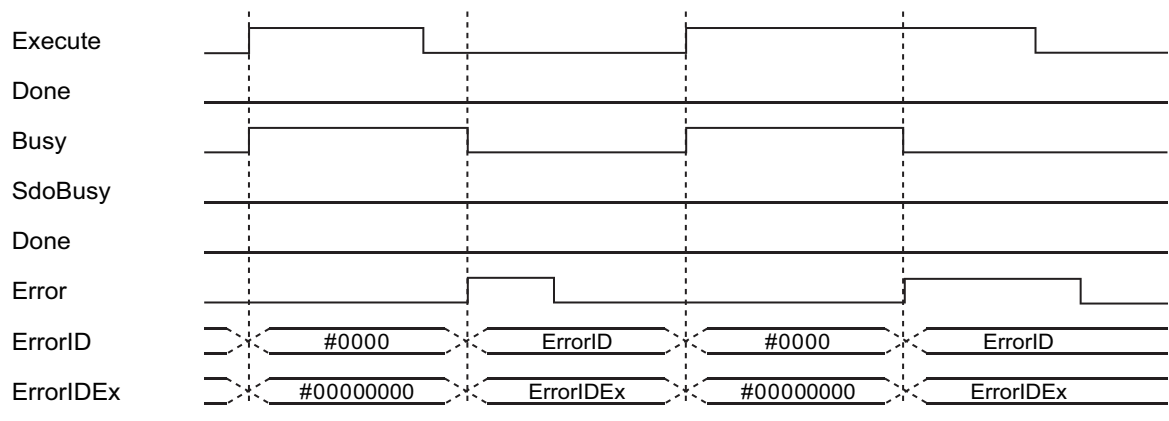 Execute
Done
Busy
SdoBusy
Done
Error
ErrorID #0000 ErrorID #0000 ErrorID
ErrorIDEx #00000000 ErrorIDEx #00000000 ErrorIDEx